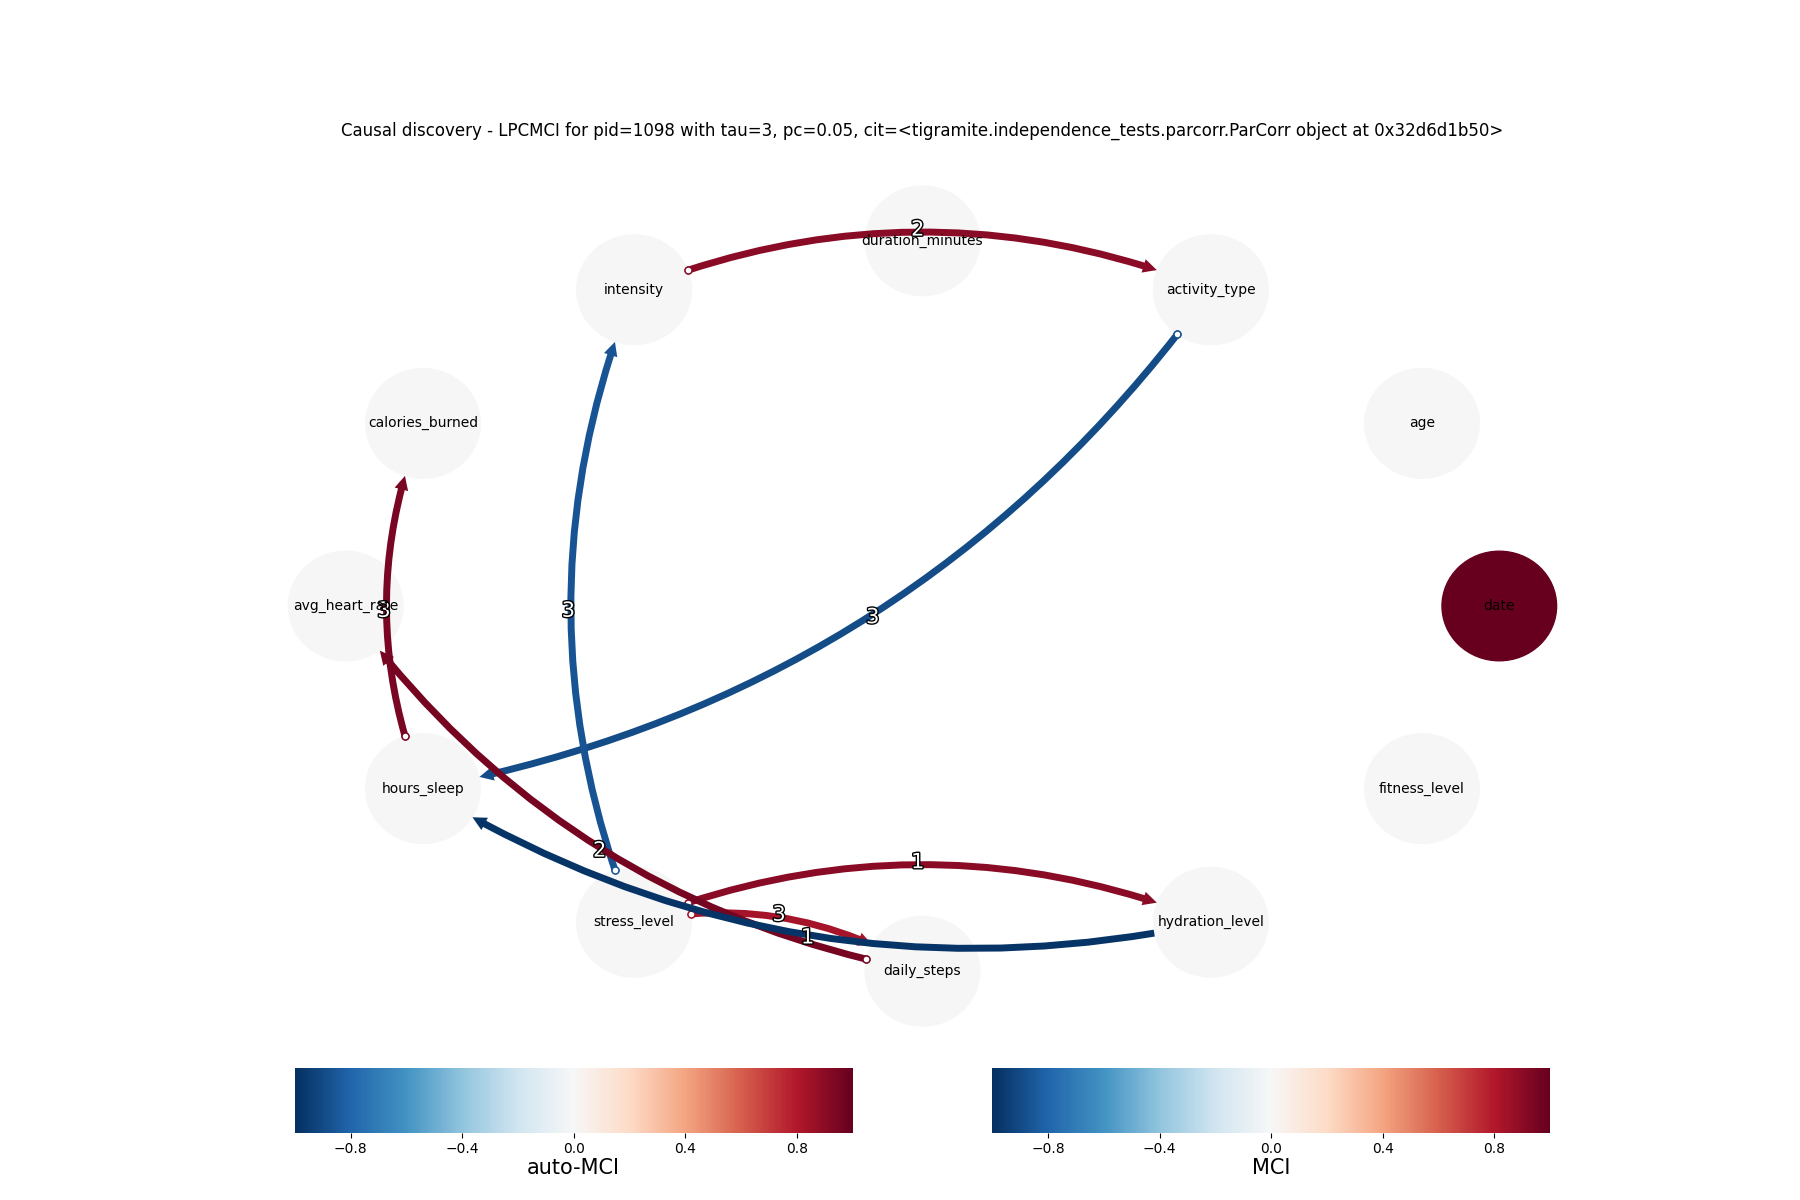 Causal discovery - LPCMCI for pid=1098 with tau=3, pc=0.05, cit=<tigramite.independence_tests.parcorr.ParCorr object at 0x32d6d1b50>
2
duration_minutes
intensity
activity_type
calories_burned
age
avg_heart_rate
3
3
3
date
hours_sleep
fitness_level
2
1
3
stress_level
hydration_level
1
daily_steps
−0.8
−0.4
0.0
0.4
0.8
auto-MCI
−0.8
−0.4
0.0
0.4
0.8
MCI